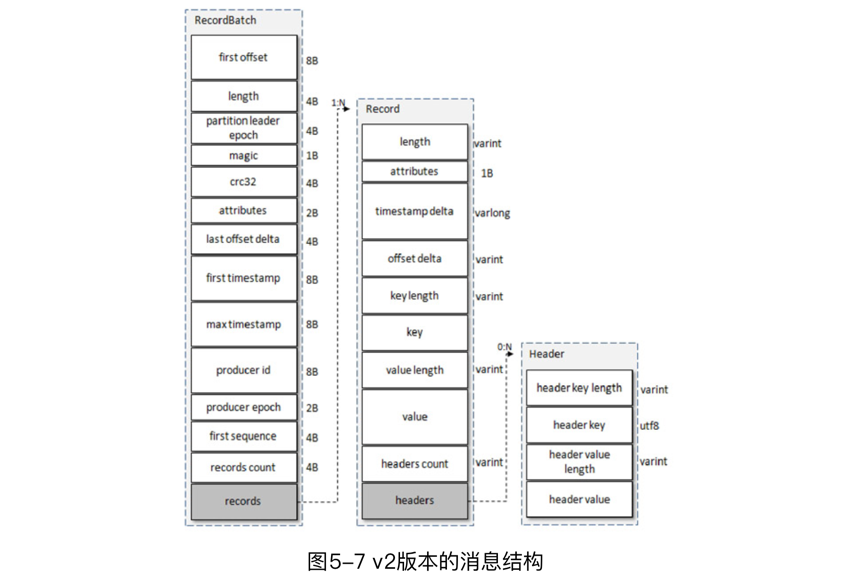 RecordBatch
first offset
8B
length
4B
partition leader
epoch
4B
magic
1B
crc32
4B
attributes
2B
last offset delta
4B
first timestamp
8B
max timestamp
8B
producer id
8B
producer epoch
2B
first sequence
4B
records count
4B
records
1:N
Record
length
varint
attributes
1B
timestamp delta
varlong
offset delta
varint
key length
varint
key
value length
varint
value
headers count
varint
headers
0:N
Header
header key length
varint
header key
utf8
header value
length
varint
header value
图5–7 v2版本的消息结构